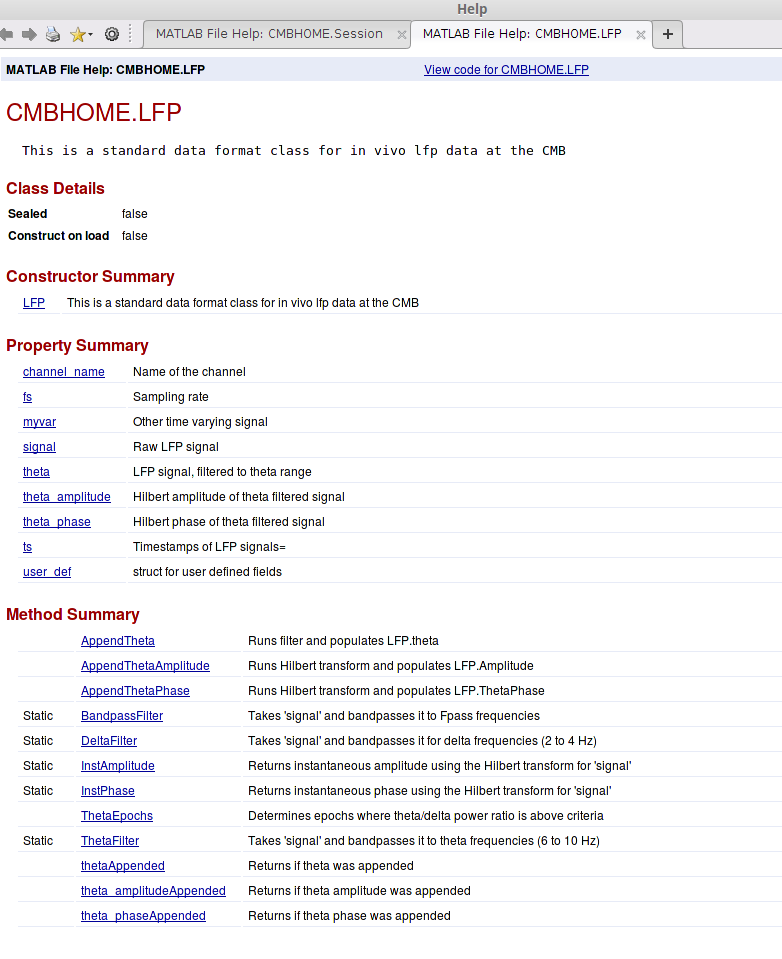 Help
MATLAB File Help: CMBHOME.Session
MATLAB File Help: CMBHOME.LFP
MATLAB File Help: CMBHOME.LFP View code for CMBHOME.LFP
CMBHOME.LFP
This is a standard data format class for in vivo lfp data at the CMB
Class Details
Sealed false
Construct on load false
Constructor Summary
LFP This is a standard data format class for in vivo lfp data at the CMB
Property Summary
channel_name Name of the channel
fs Sampling rate
myvar Other time varying signal
signal Raw LFP signal
theta LFP signal, filtered to theta range
theta_amplitude Hilbert amplitude of theta filtered signal
theta_phase Hilbert phase of theta filtered signal
ts Timestamps of LFP signals=
user_def struct for user defined fields
Method Summary
AppendTheta Runs filter and populates LFP.theta
AppendThetaAmplitude Runs Hilbert transform and populates LFP.Amplitude
AppendThetaPhase Runs Hilbert transform and populates LFP.ThetaPhase
Static BandpassFilter Takes 'signal' and bandpasses it to Fpass frequencies
Static DeltaFilter Takes 'signal' and bandpasses it for delta frequencies (2 to 4 Hz)
Static InstAmplitude Returns instantaneous amplitude using the Hilbert transform for 'signal'
Static InstPhase Returns instantaneous phase using the Hilbert transform for 'signal'
ThetaEpochs Determines epochs where theta/delta power ratio is above criteria
Static ThetaFilter Takes 'signal' and bandpasses it to theta frequencies (6 to 10 Hz)
thetaAppended Returns if theta was appended
theta_amplitudeAppended Returns if theta amplitude was appended
theta_phaseAppended Returns if theta phase was appended